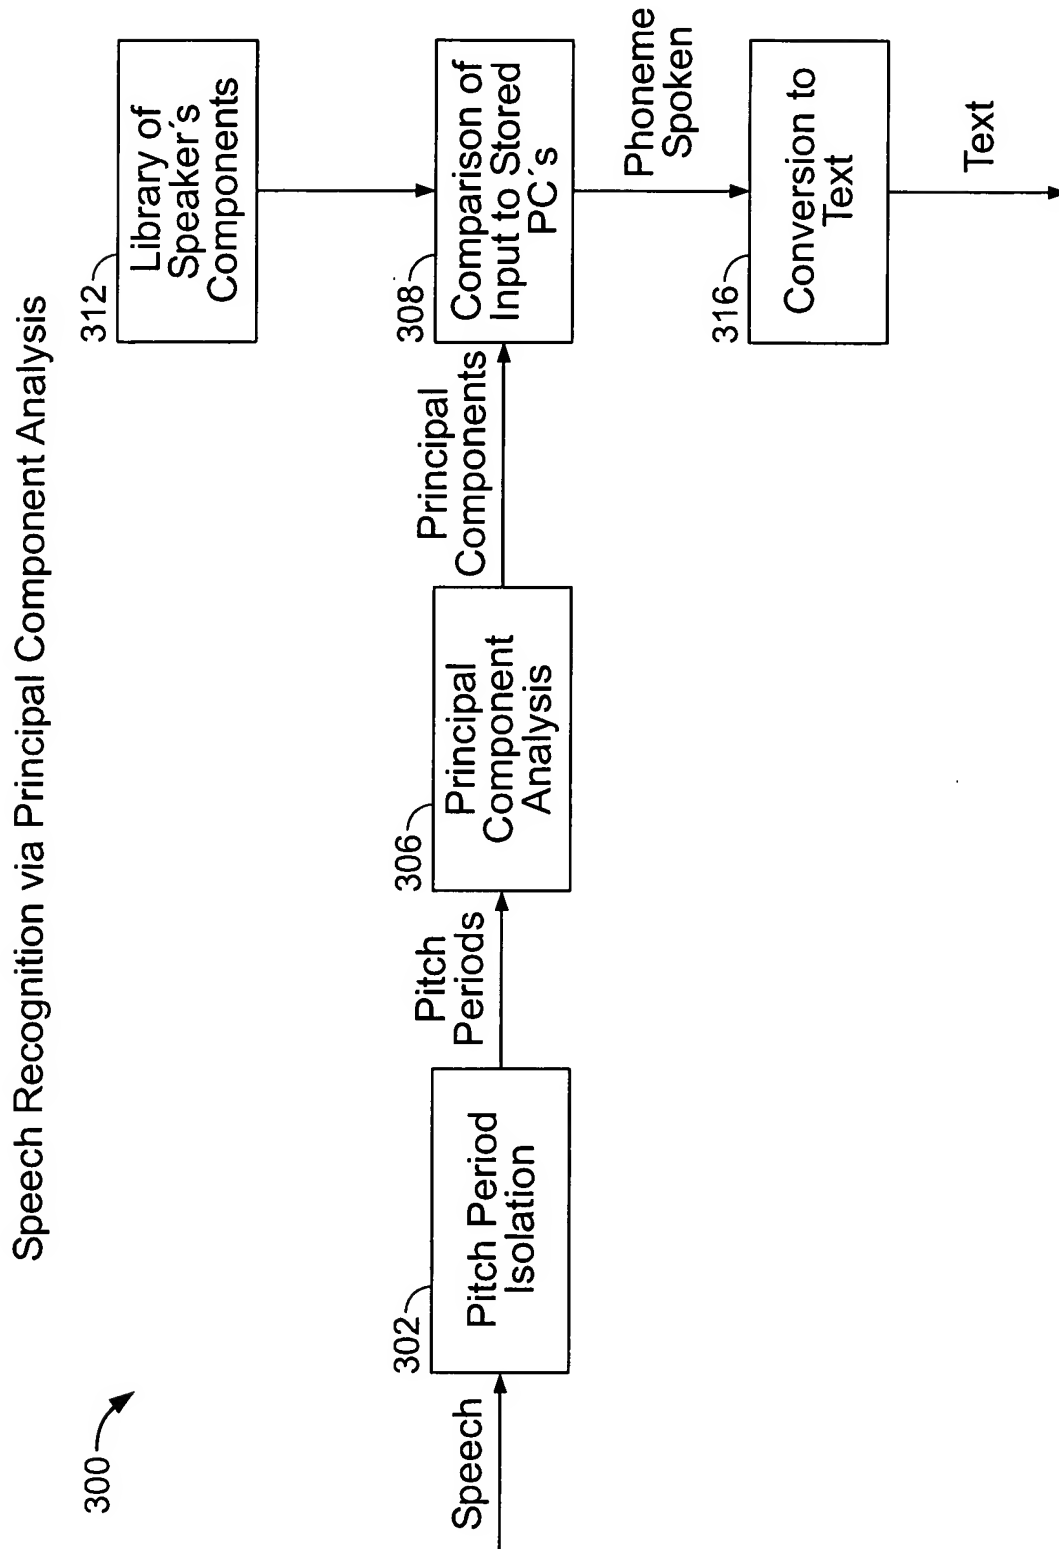 Speech Recognition via Principal Component Analysis
300
Speech
302
Pitch Period
Isolation
Pitch
Periods
306
Principal
Component
Analysis
Principal
Components
312
Library of
Speaker´s
Components
308
Comparison of
Input to Stored
PC´s
Phoneme
Spoken
316
Conversion to
Text
Text